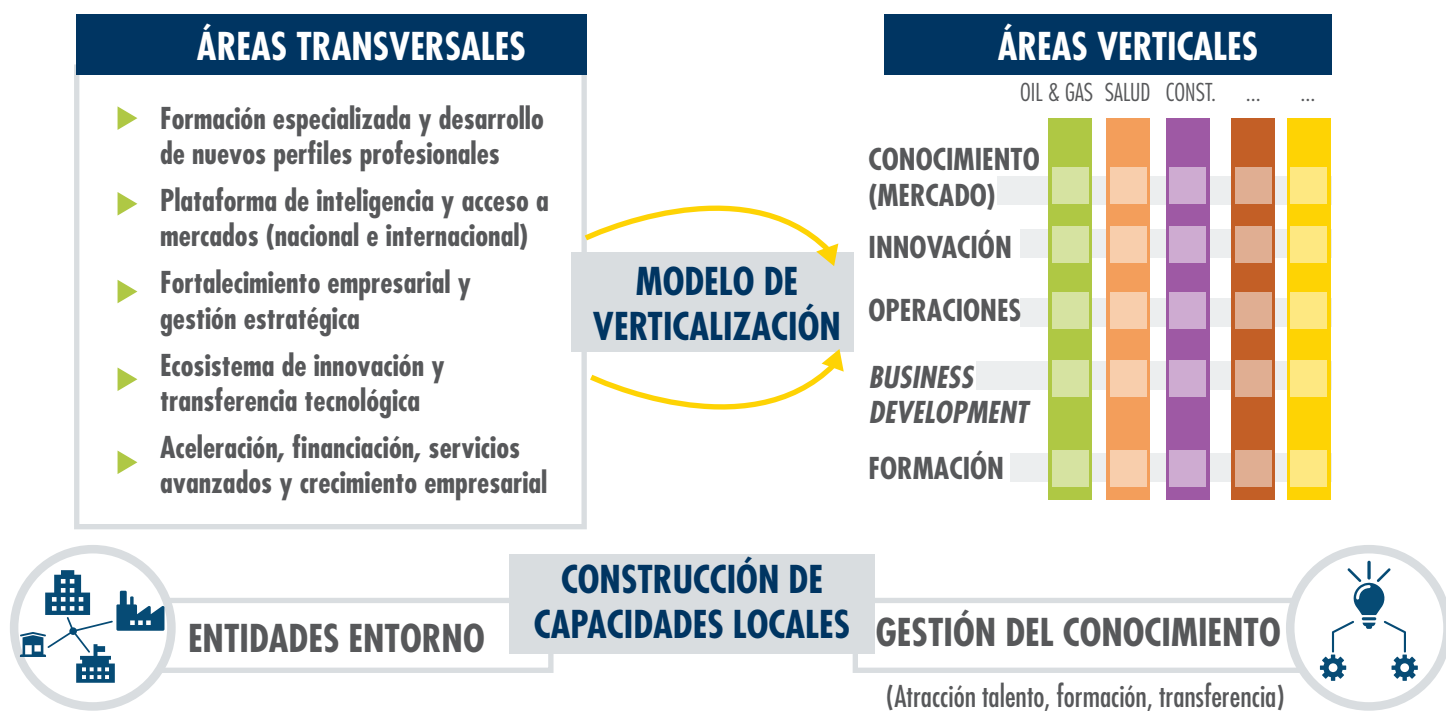 ÁREAS TRANSVERSALES
Formación especializada y desarrollo
de nuevos perfiles profesionales
Plataforma de inteligencia y acceso a
mercados (nacional e internacional)
Fortalecimiento empresarial y
gestión estratégica
Ecosistema de innovación y
transferencia tecnológica
Aceleración, financiación, servicios
avanzados y crecimiento empresarial
MODELO DE
VERTICALIZACIÓN
ÁREAS VERTICALES
OIL & GAS SALUD CONST. ... ...
CONOCIMIENTO
(MERCADO)
INNOVACIÓN
OPERACIONES
BUSINESS
DEVELOPMENT
FORMACIÓN
ENTIDADES ENTORNO
CONSTRUCCIÓN DE
CAPACIDADES LOCALES
GESTIÓN DEL CONOCIMIENTO
(Atracción talento, formación, transferencia)